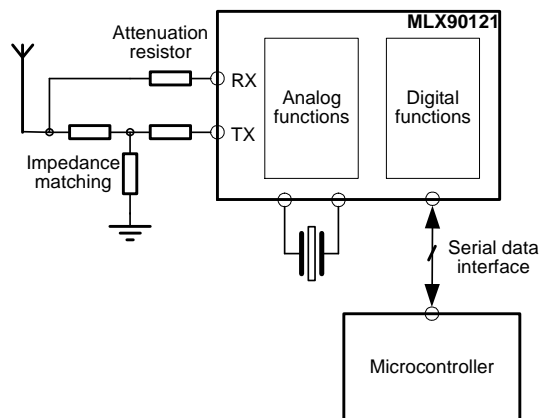 MLX90121
Attenuation
resistor
RX
Analog
functions
Digital
functions
TX
Impedance
matching
Serial data
interface
Microcontroller